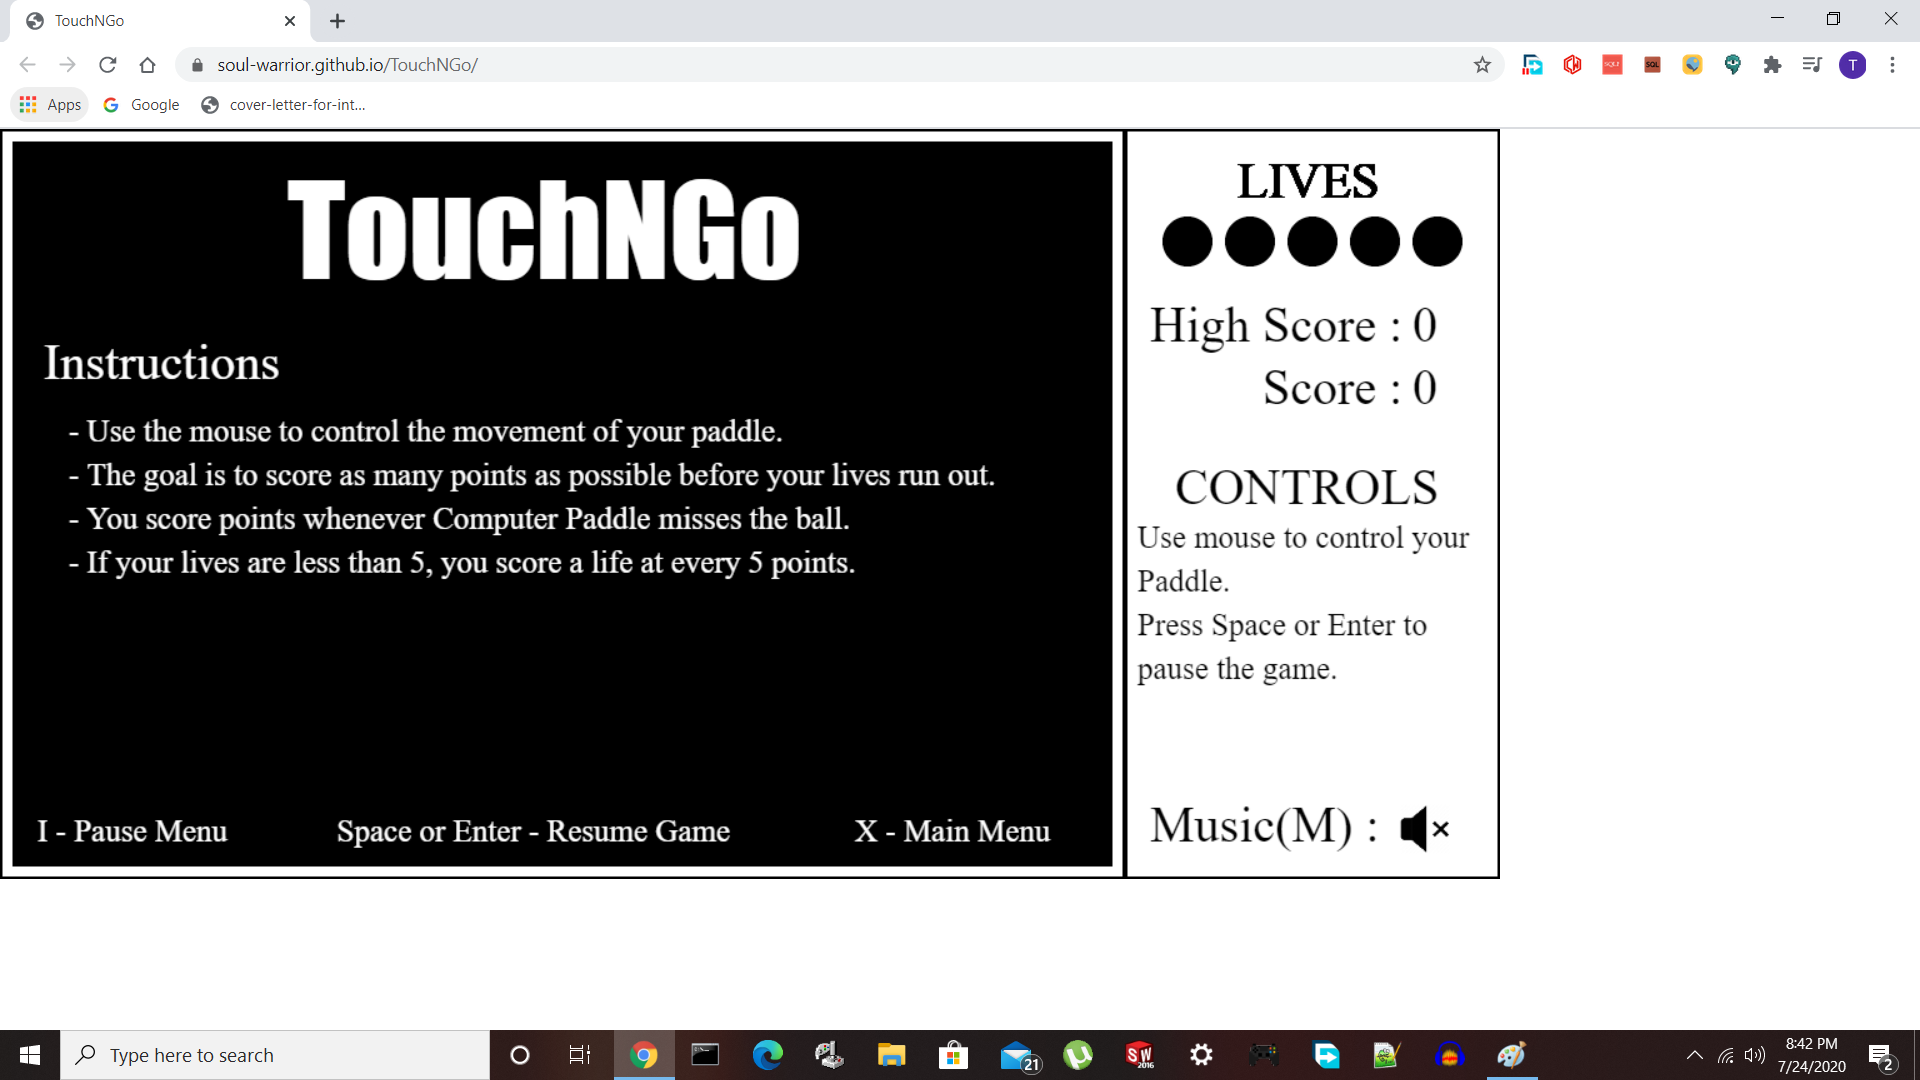 TouchNGo
soul-warrior.github.io/TouchNGo/
T
Apps
Google
cover-letter-for-int...
TouchNGo
Instructions
- Use the mouse to control the movement of your paddle.
- The goal is to score as many points as possible before your lives run out.
- You score points whenever Computer Paddle misses the ball.
- If your lives are less than 5, you score a life at every 5 points.
I - Pause Menu
Space or Enter - Resume Game
X - Main Menu
LIVES
High Score : 0
Score : 0
CONTROLS
Use mouse to control your
Paddle.
Press Space or Enter to
pause the game.
Music(M) :
Type here to search
21
SW
2016
8:42 PM
7/24/2020
2